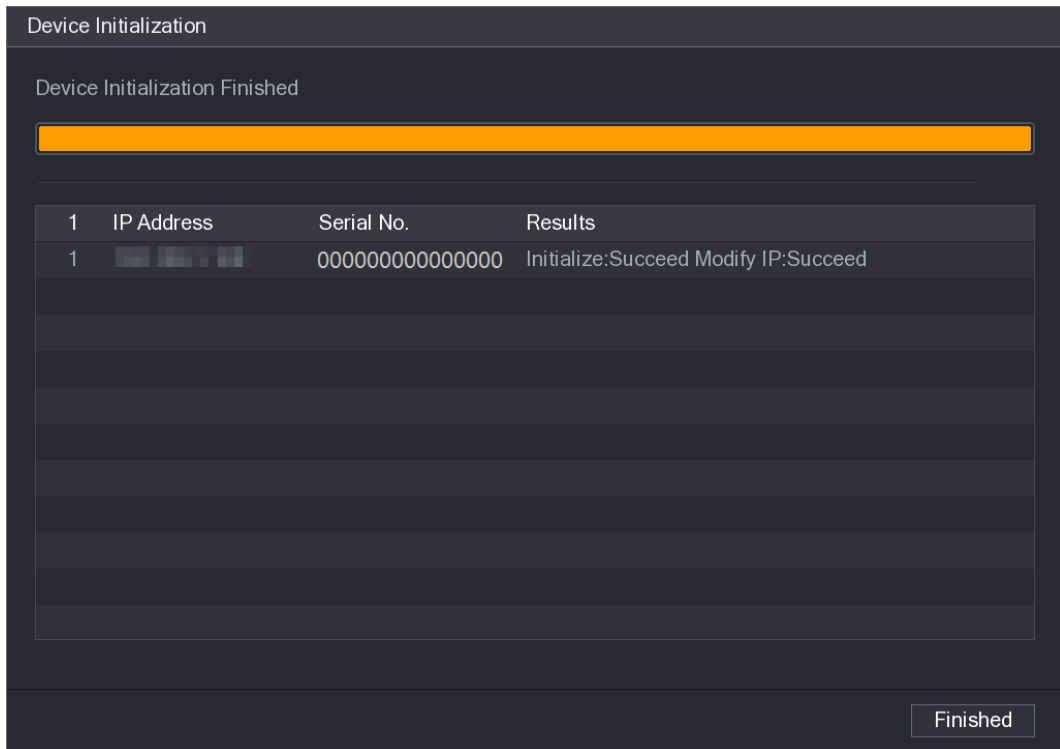 Device Initialization
Device Initialization Finished
1 IP Address Serial No. Results
1 000000000000000 Initialize:Succeed Modify IP:Succeed
Finished